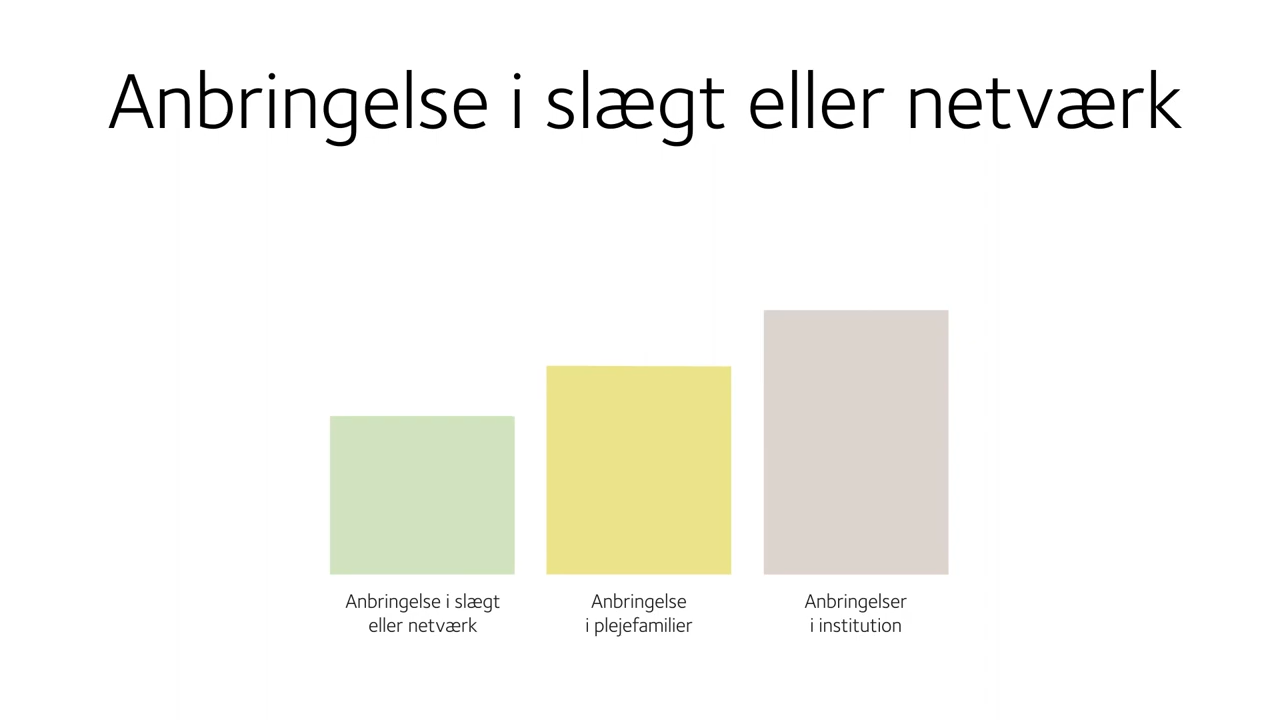 Anbringelse i slægt eller netværk
Anbringelse i slægt
eller netværk
Anbringelse
i plejefamilier
Anbringelser
i institution